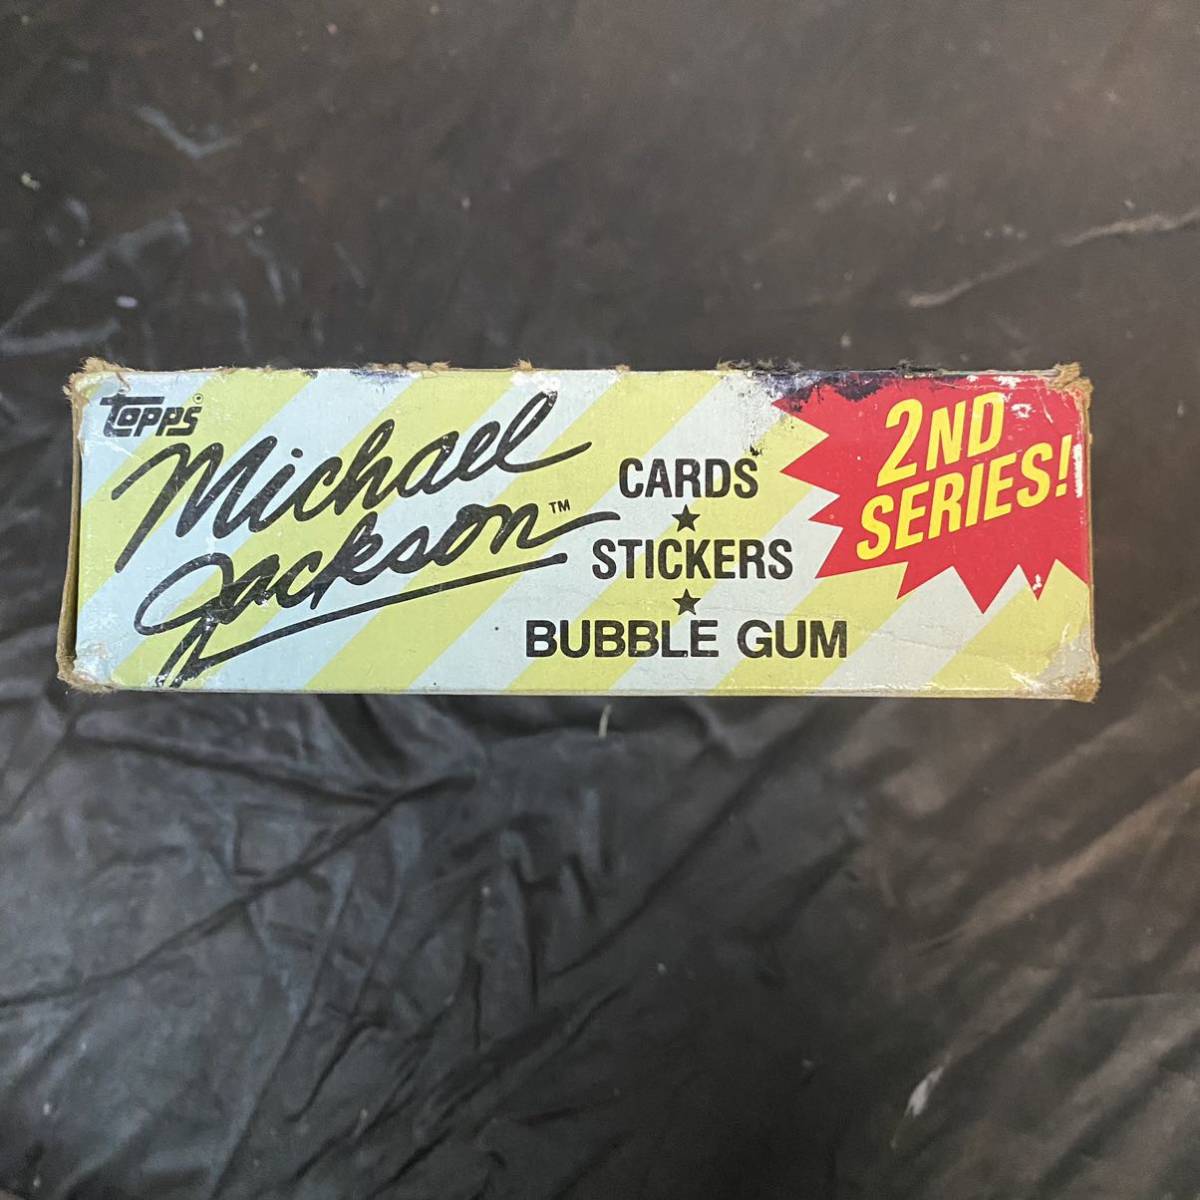 TOPPS®
Michael
Jackson™
CARDS
★
STICKERS
★
BUBBLE GUM
2ND
SERIES!